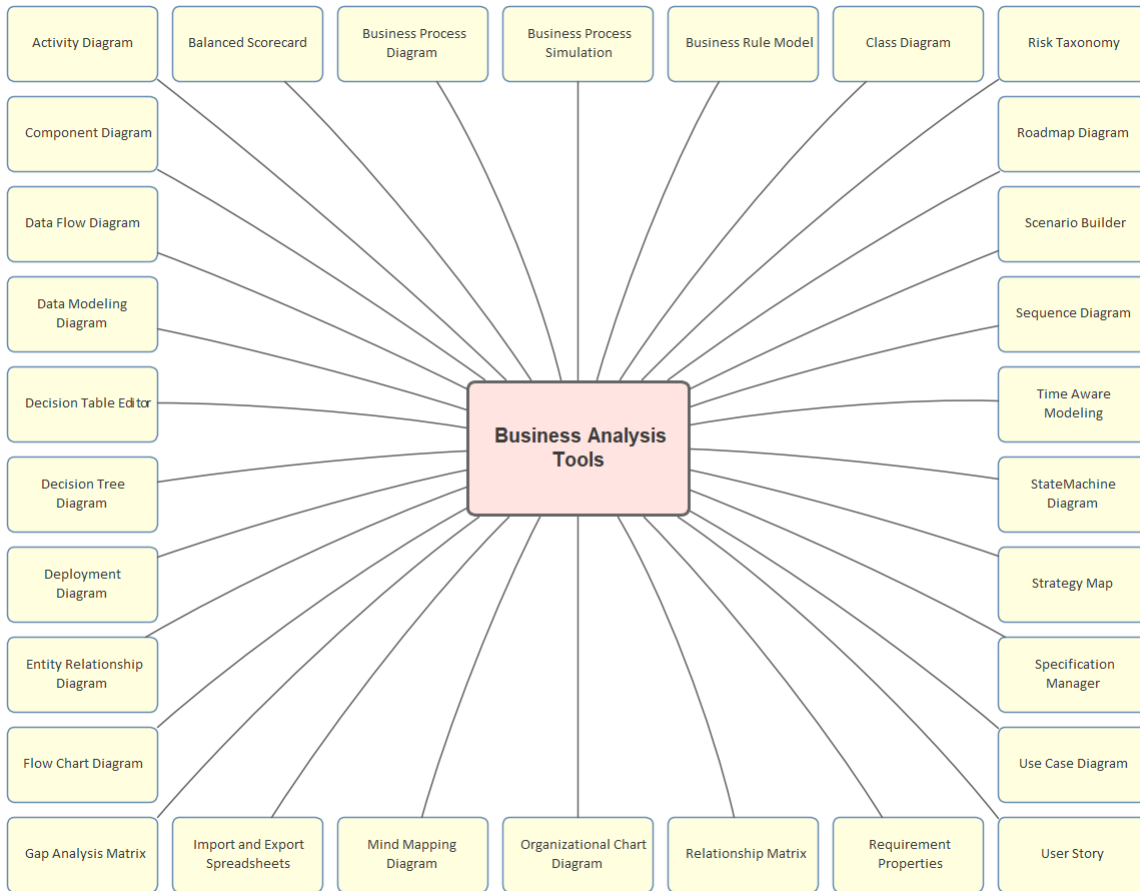 Activity Diagram
Balanced Scorecard
Business Process
Diagram
Business Process
Simulation
Business Rule Model
Class Diagram
Risk Taxonomy
Component Diagram
Roadmap Diagram
Data Flow Diagram
Scenario Builder
Data Modeling
Diagram
Sequence Diagram
Decision Table Editor
Time Aware
Modeling
Business Analysis
Tools
Decision Tree
Diagram
StateMachine
Diagram
Deployment
Diagram
Strategy Map
Entity Relationship
Diagram
Specification
Manager
Flow Chart Diagram
Use Case Diagram
Gap Analysis Matrix
Import and Export
Spreadsheets
Mind Mapping
Diagram
Organizational Chart
Diagram
Relationship Matrix
Requirement
Properties
User Story